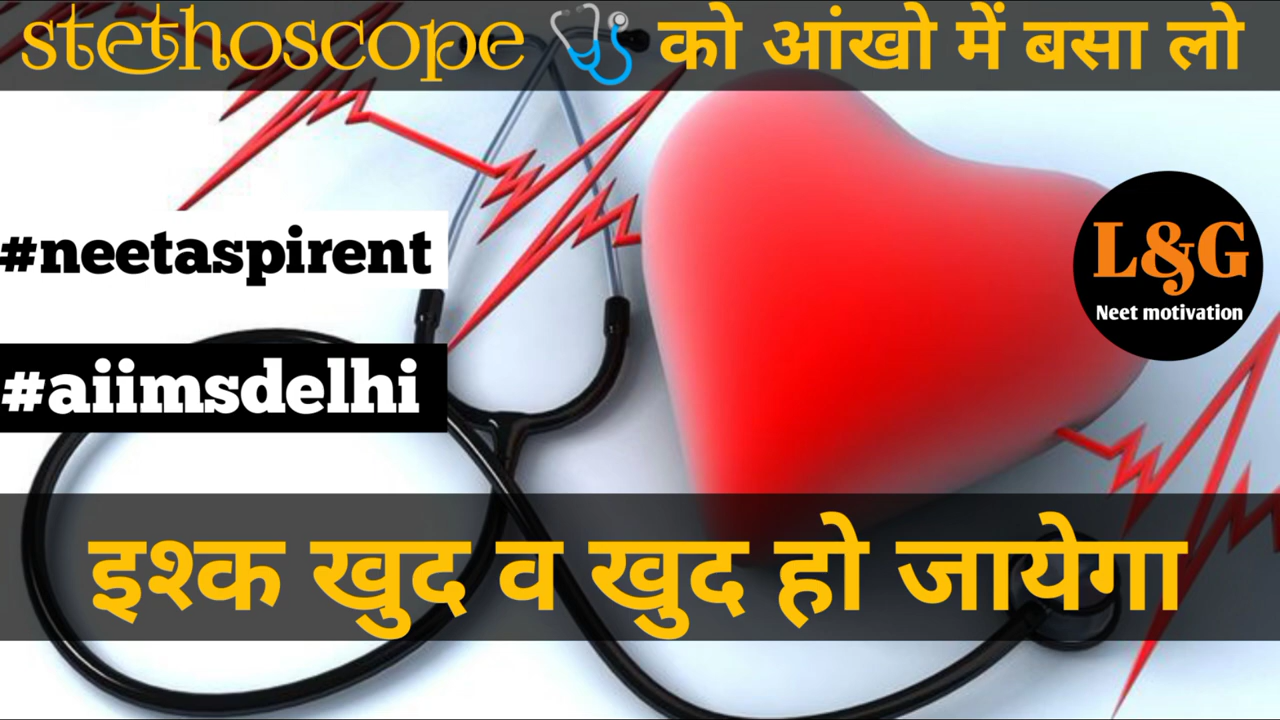 stethoscope 🩺 को आंखो में बसा लो
#neetaspirent
L&G
Neet motivation
#aiimsdelhi
इश्क खुद व खुद हो जायेगा